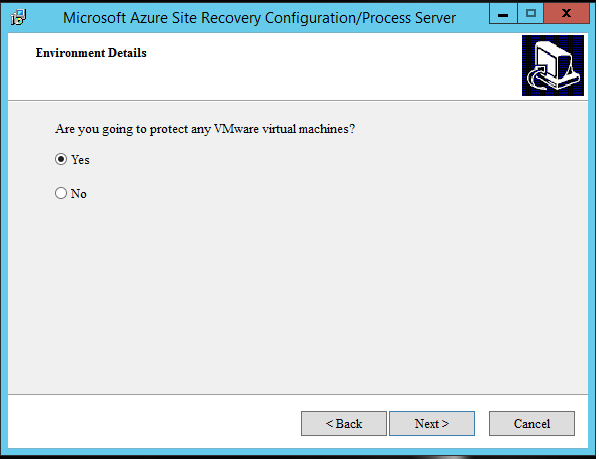 Microsoft Azure Site Recovery Configuration/Process Server
Environment Details
Are you going to protect any VMware virtual machines?
Yes
No
< Back
Next >
Cancel